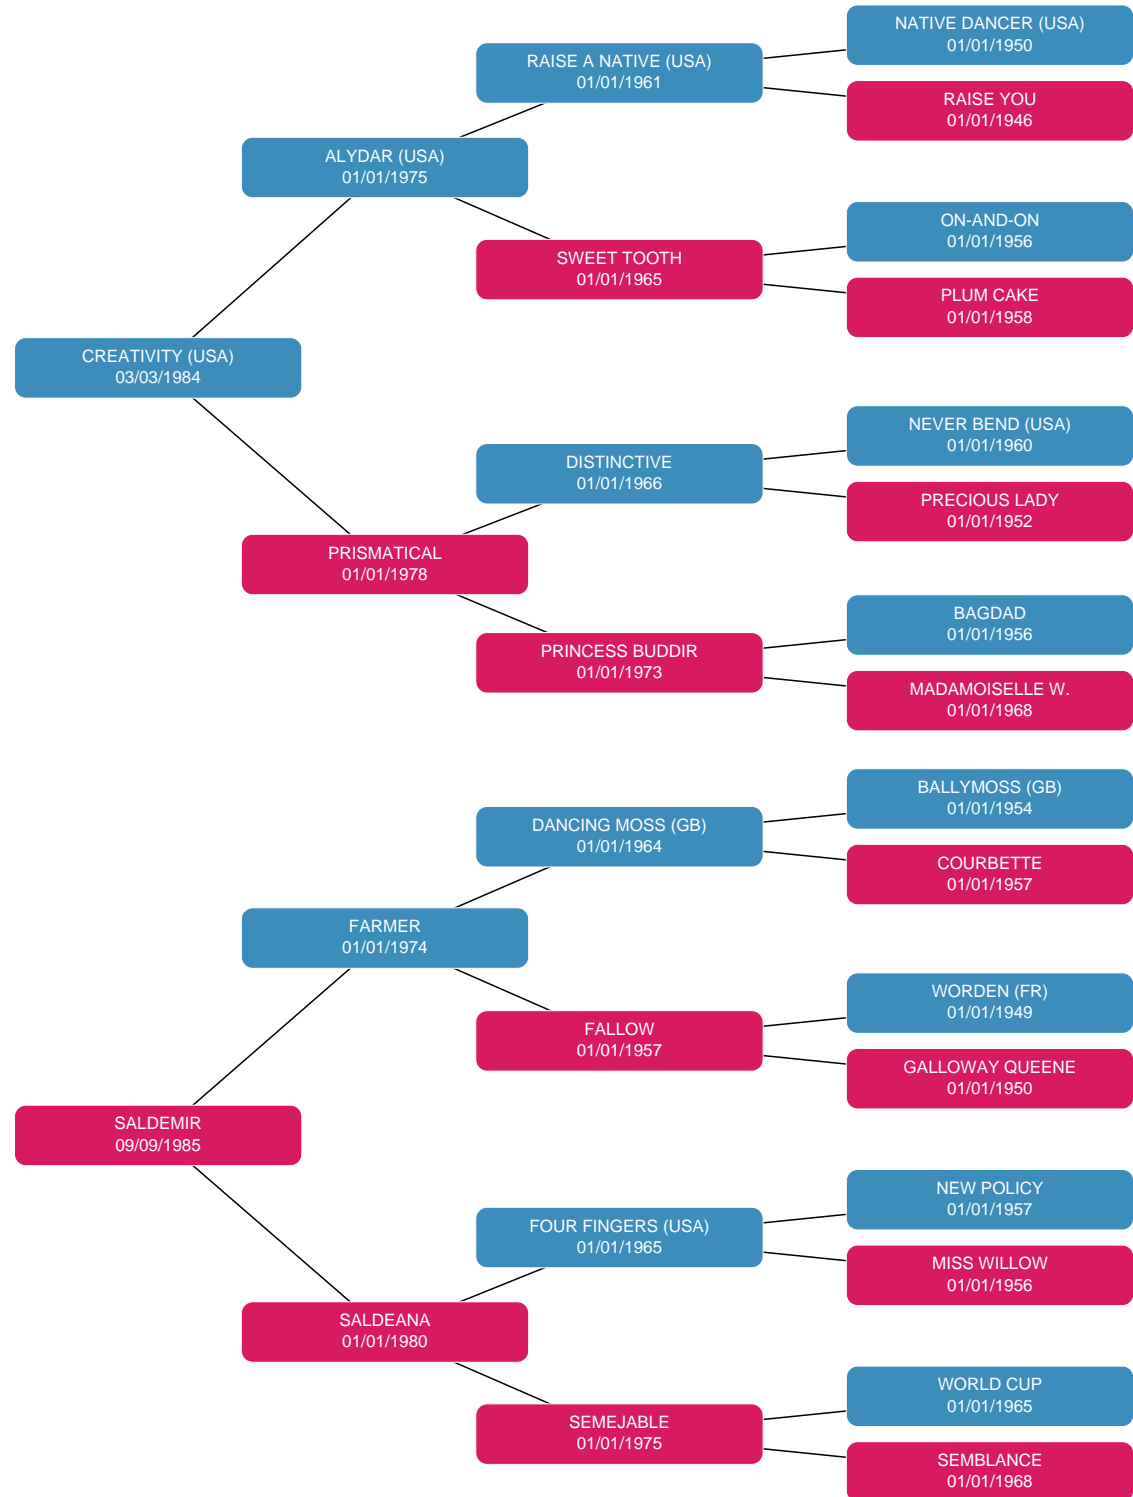 NATIVE DANCER (USA)
01/01/1950
RAISE A NATIVE (USA)
01/01/1961
RAISE YOU
01/01/1946
ALYDAR (USA)
01/01/1975
ON-AND-ON
01/01/1956
SWEET TOOTH
01/01/1965
PLUM CAKE
01/01/1958
CREATIVITY (USA)
03/03/1984
NEVER BEND (USA)
01/01/1960
DISTINCTIVE
01/01/1966
PRECIOUS LADY
01/01/1952
PRISMATICAL
01/01/1978
BAGDAD
01/01/1956
PRINCESS BUDDIR
01/01/1973
MADAMOISELLE W.
01/01/1968
BALLYMOSS (GB)
01/01/1954
DANCING MOSS (GB)
01/01/1964
COURBETTE
01/01/1957
FARMER
01/01/1974
WORDEN (FR)
01/01/1949
FALLOW
01/01/1957
GALLOWAY QUEENE
01/01/1950
SALDEMIR
09/09/1985
NEW POLICY
01/01/1957
FOUR FINGERS (USA)
01/01/1965
MISS WILLOW
01/01/1956
SALDEANA
01/01/1980
WORLD CUP
01/01/1965
SEMEJABLE
01/01/1975
SEMBLANCE
01/01/1968